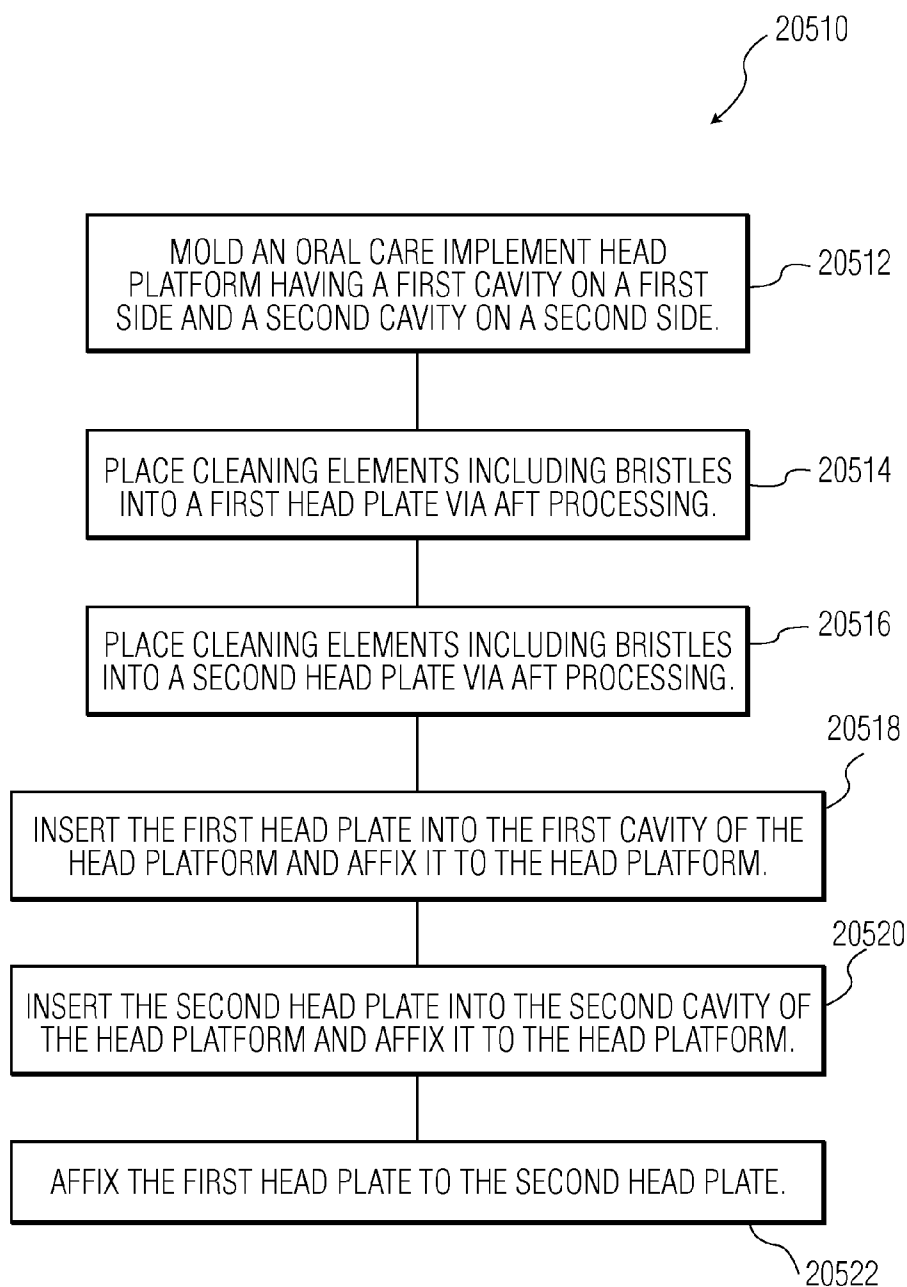 20510
MOLD AN ORAL CARE IMPLEMENT HEAD
PLATFORM HAVING A FIRST CAVITY ON A FIRST
SIDE AND A SECOND CAVITY ON A SECOND SIDE.
20512
PLACE CLEANING ELEMENTS INCLUDING BRISTLES
INTO A FIRST HEAD PLATE VIA AFT PROCESSING.
20514
PLACE CLEANING ELEMENTS INCLUDING BRISTLES
INTO A SECOND HEAD PLATE VIA AFT PROCESSING.
20516
INSERT THE FIRST HEAD PLATE INTO THE FIRST CAVITY OF THE
HEAD PLATFORM AND AFFIX IT TO THE HEAD PLATFORM.
20518
INSERT THE SECOND HEAD PLATE INTO THE SECOND CAVITY OF
THE HEAD PLATFORM AND AFFIX IT TO THE HEAD PLATFORM.
20520
AFFIX THE FIRST HEAD PLATE TO THE SECOND HEAD PLATE.
20522